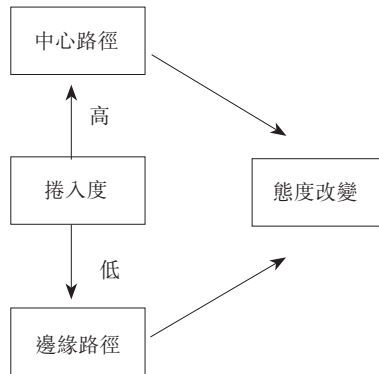 中心路徑
高
捲入度
態度改變
低
邊緣路徑